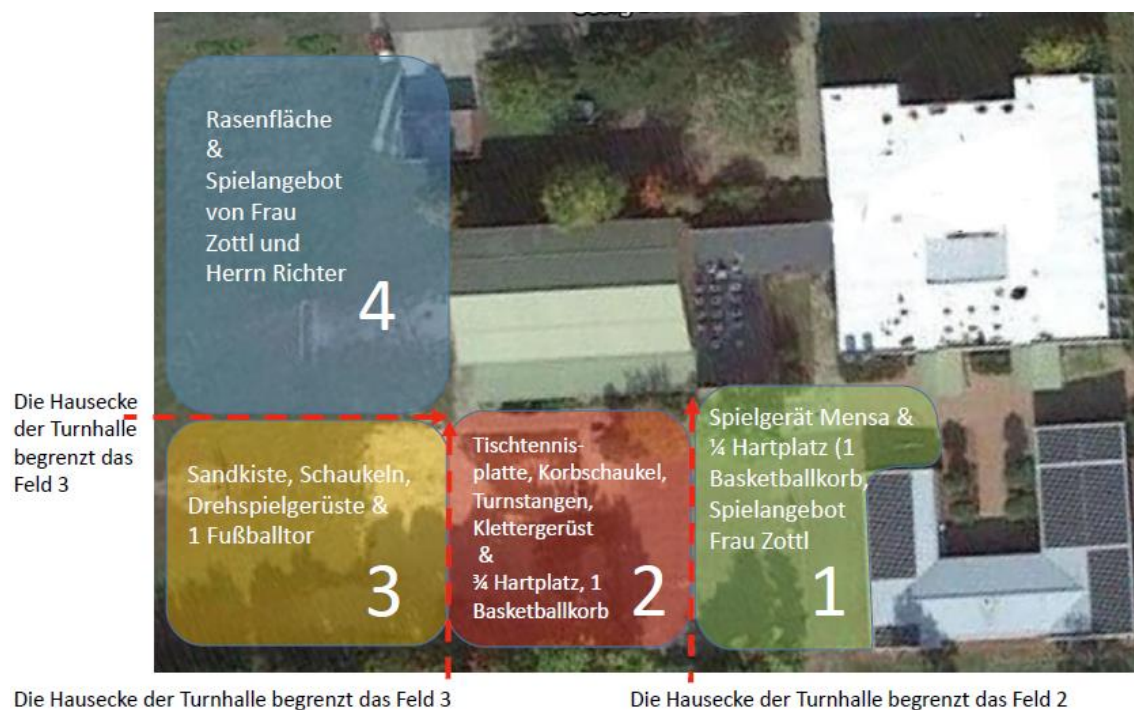 Rasenfläche
&
Spielangebot
von Frau
Zottl und
Herrn Richter
4
Die Hausecke
der Turnhalle
begrenzt das
Feld 3
Sandkiste, Schaukeln,
Drehspielgerüste &
1 Fußballtor
3
Tischtennis-
platte, Korbschaukel,
Turnstangen,
Klettergerüst
&
¾ Hartplatz, 1
Basketballkorb
2
Spielgerät Mensa &
¼ Hartplatz (1
Basketballkorb,
Spielangebot
Frau Zottl
1
Die Hausecke der Turnhalle begrenzt das Feld 3
Die Hausecke der Turnhalle begrenzt das Feld 2